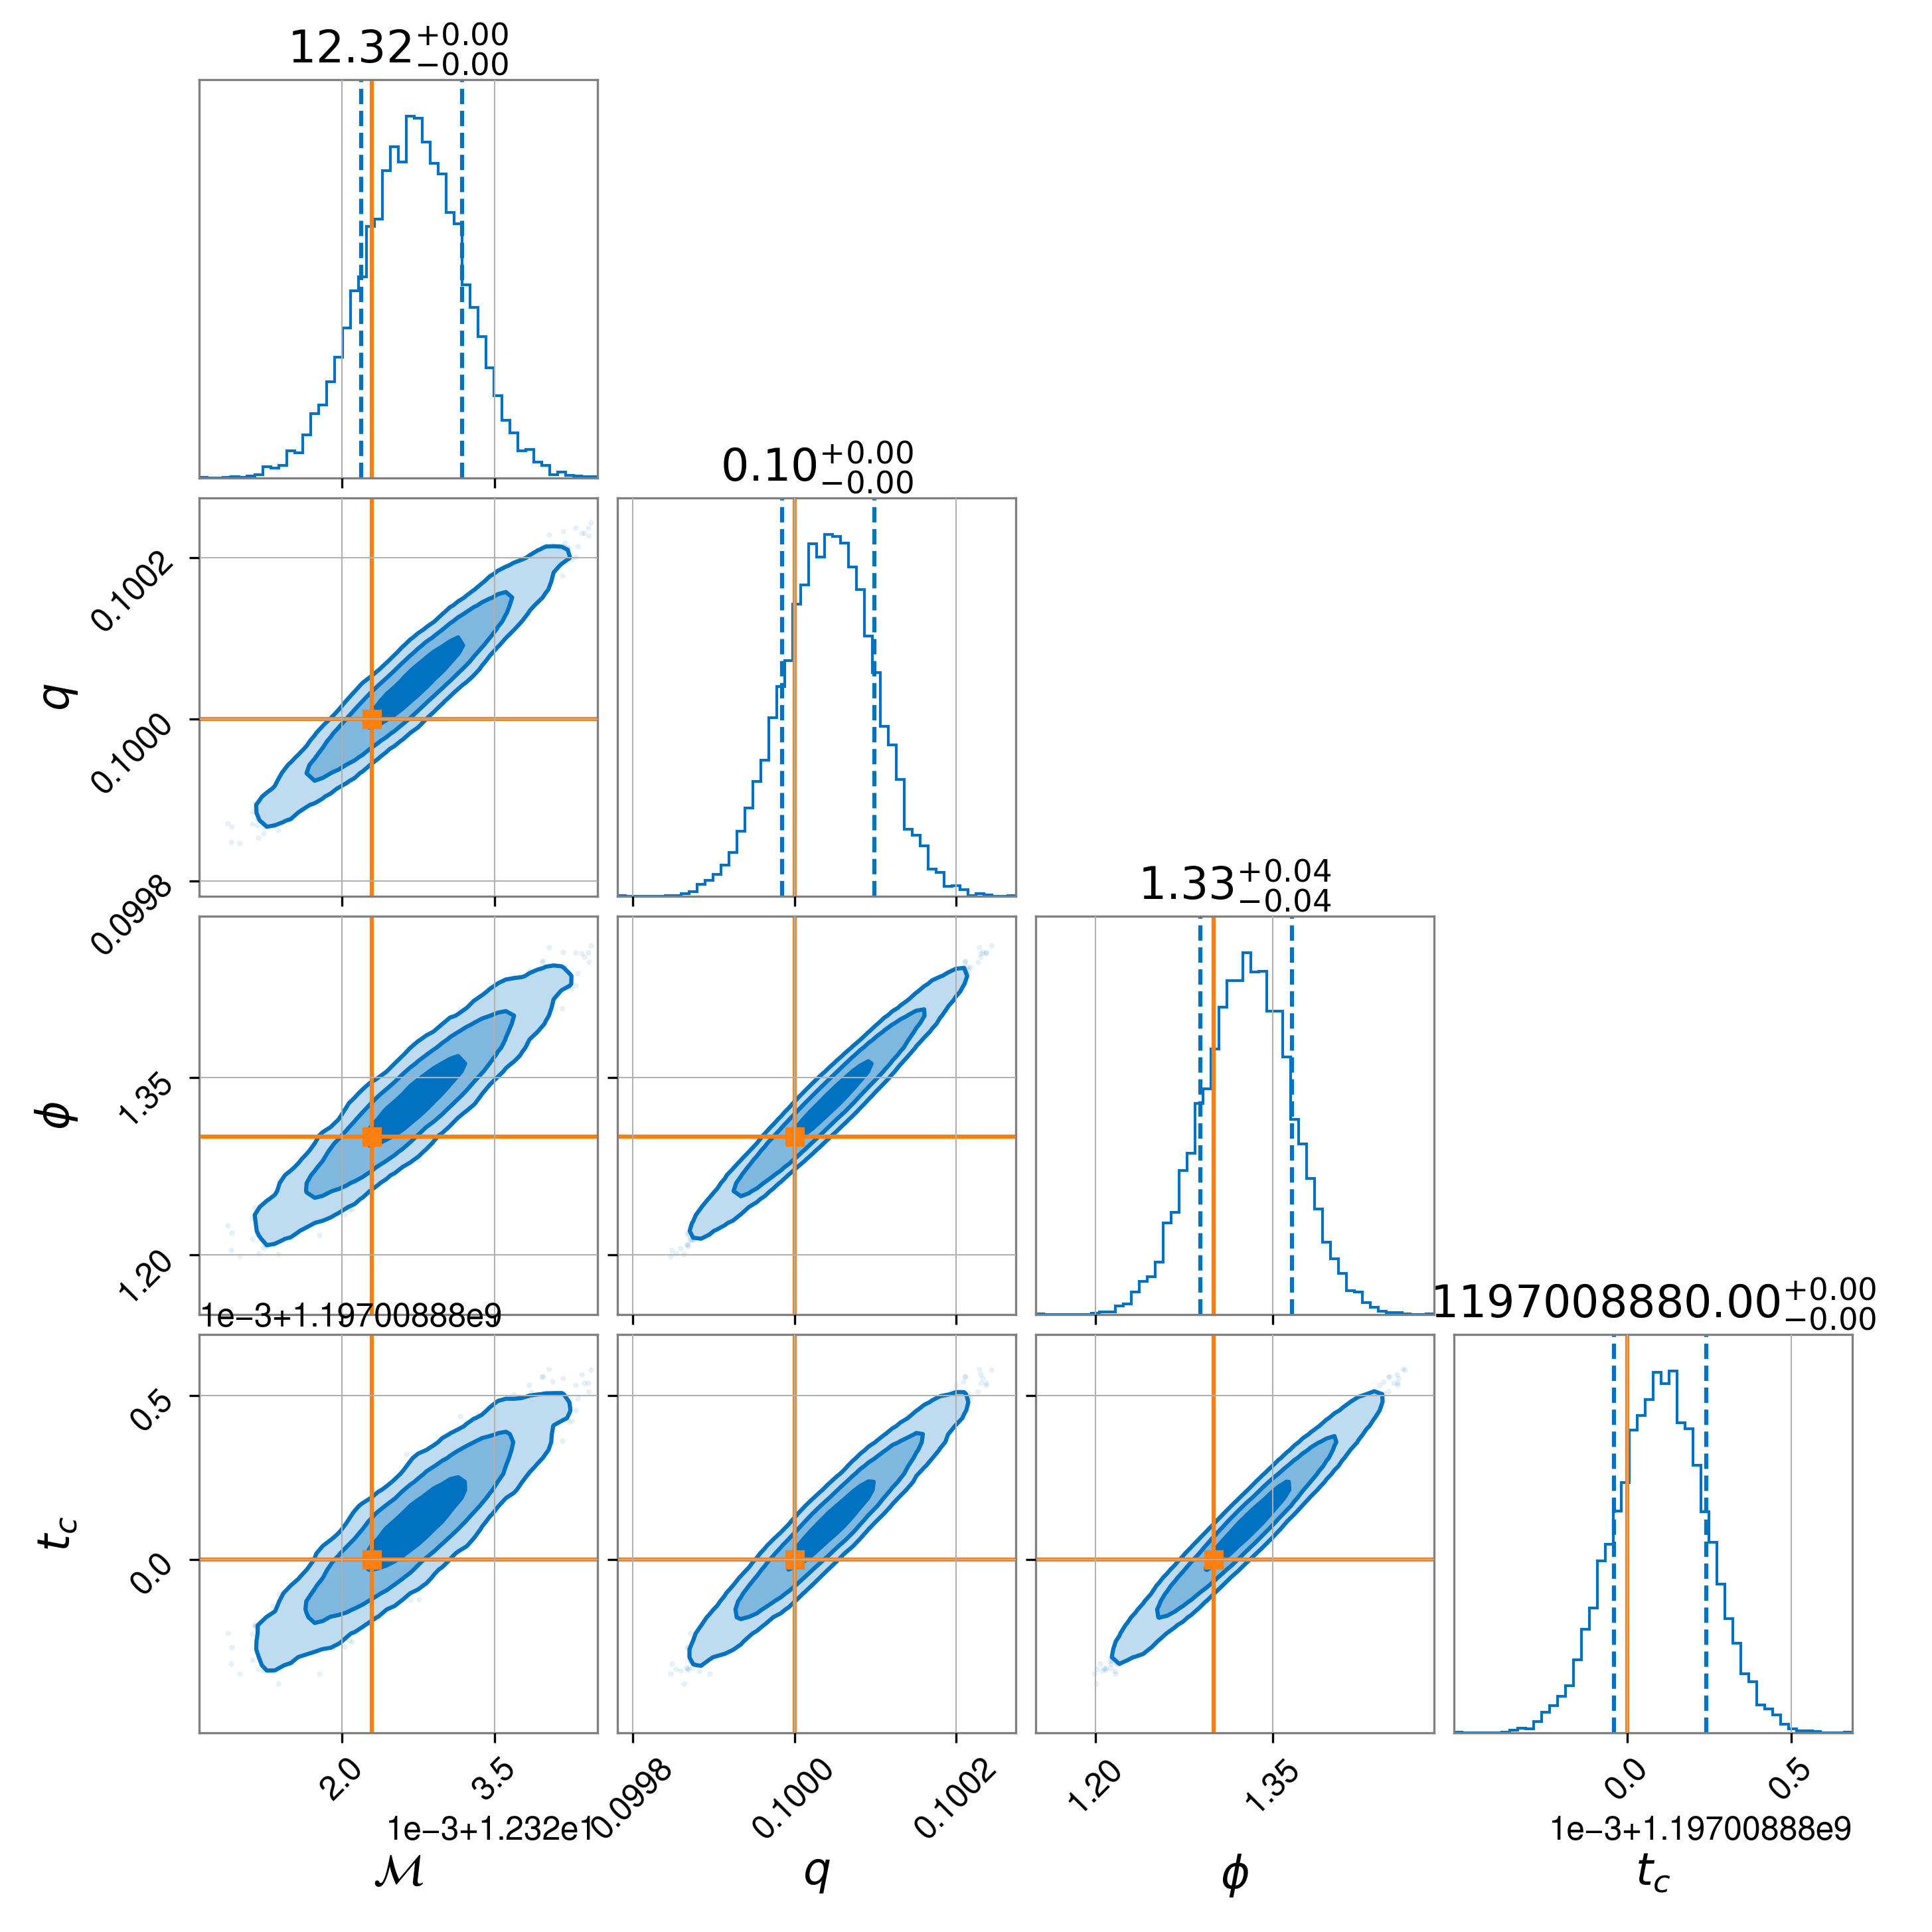 12.32 +0.00 −0.00
0.10 +0.00 −0.00
q
0.1002
0.1000
0.0998
1.33 +0.04 −0.04
ϕ
1.35
1.20
1e−3+1.19700888e9
1197008880.00 +0.00 −0.00
t_c
0.5
0.0
2.0 3.5 0.0998 0.1000 0.1002 1.20 1.35 0.0 0.5
1e−3+1.232e1 1e−3+1.19700888e9
ℳ q ϕ t_c